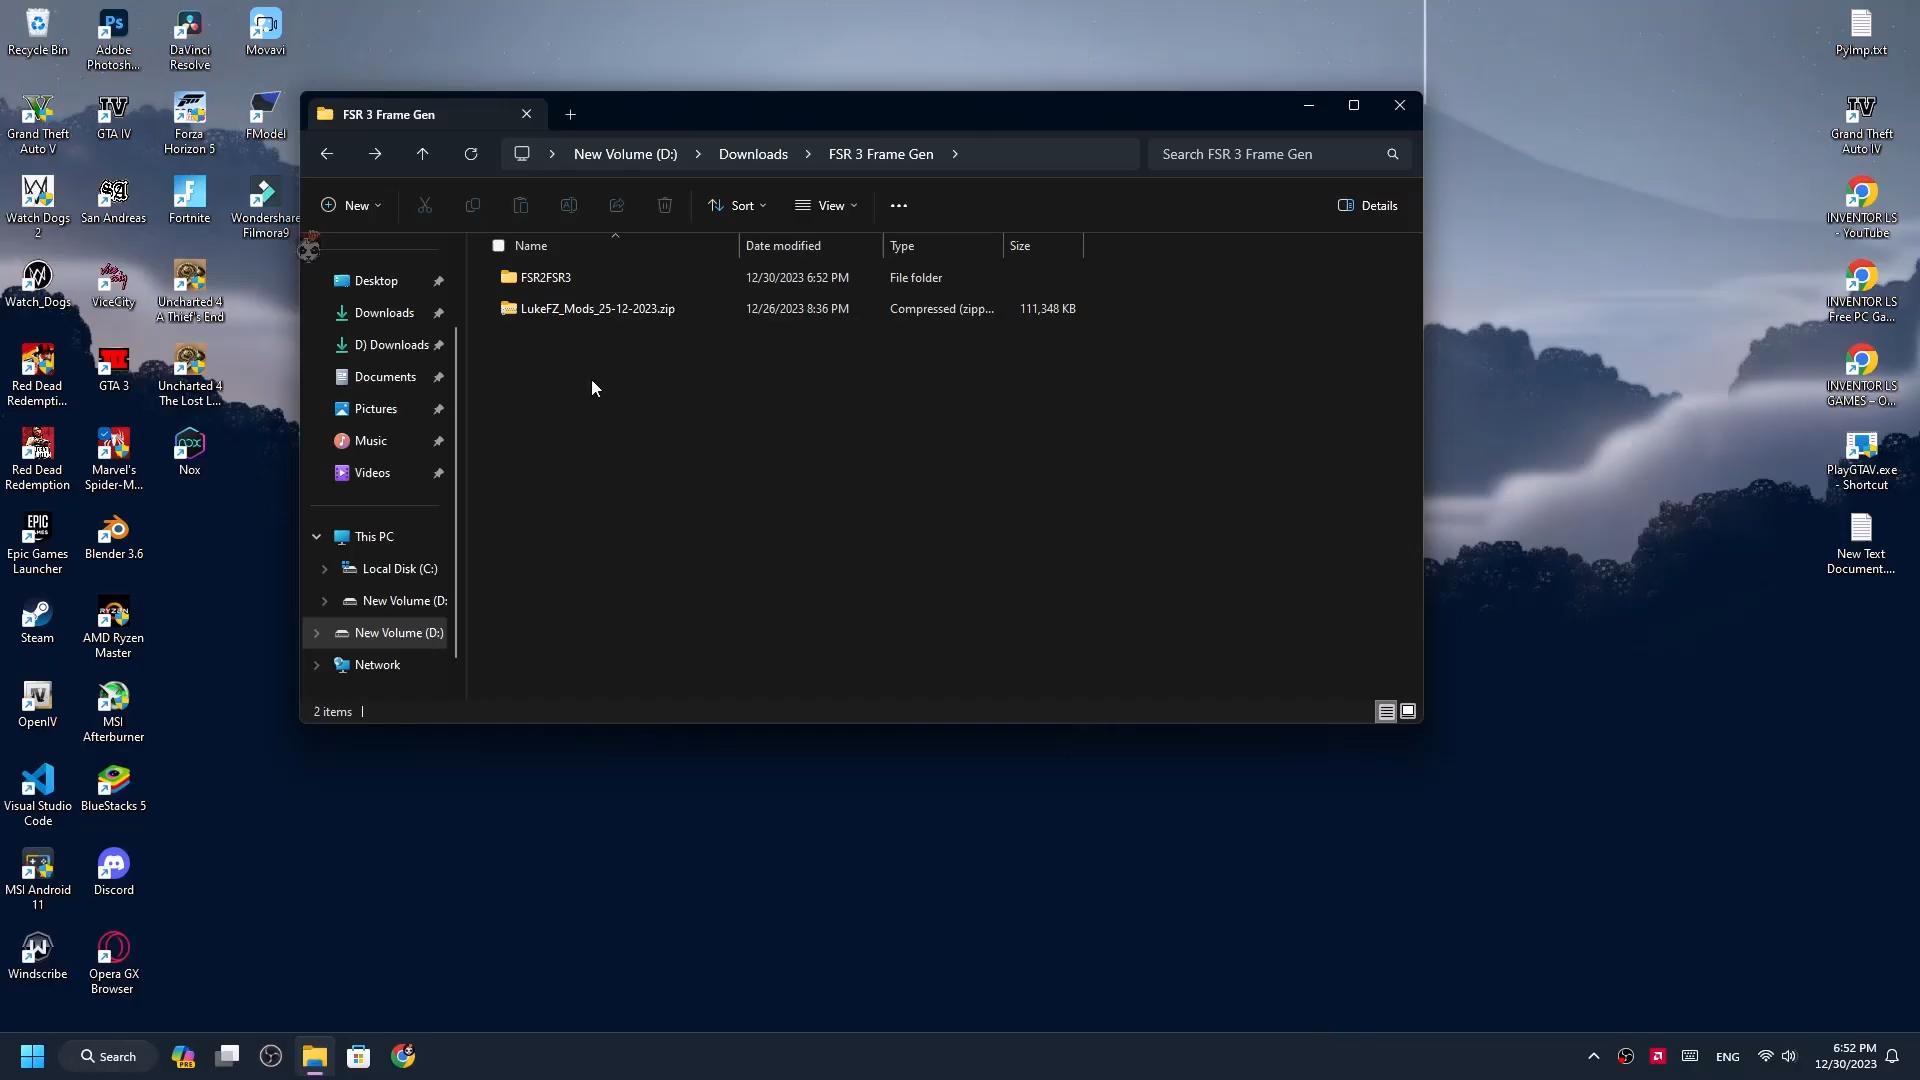 Recycle Bin
Adobe
Photosh...
DaVinci
Resolve
Movavi
Grand Theft
Auto V
GTA IV
Forza
Horizon 5
FModel
Watch Dogs
2
San Andreas
Fortnite
Wondershare
Filmora9
Watch_Dogs
ViceCity
Uncharted 4
A Thief's End
Red Dead
Redempti...
GTA 3
Uncharted 4
The Lost L...
Red Dead
Redemption
Marvel's
Spider-M...
Nox
Epic Games
Launcher
Blender 3.6
Steam
AMD Ryzen
Master
OpenIV
MSI
Afterburner
Visual Studio
Code
BlueStacks 5
MSI Android
11
Discord
Windscribe
Opera GX
Browser
FSR 3 Frame Gen
New Volume (D:)
Downloads
FSR 3 Frame Gen
Search FSR 3 Frame Gen
New
Sort
View
Details
Name
Date modified
Type
Size
FSR2FSR3
12/30/2023 6:52 PM
File folder
LukeFZ_Mods_25-12-2023.zip
12/26/2023 8:36 PM
Compressed (zipp...
111,348 KB
Desktop
Downloads
D) Downloads
Documents
Pictures
Music
Videos
This PC
Local Disk (C:)
New Volume (D:
New Volume (D:)
Network
2 items
PyImp.txt
Grand Theft
Auto IV
INVENTOR LS
- YouTube
INVENTOR LS
Free PC Ga...
INVENTOR LS
GAMES – O...
PlayGTAV.exe
- Shortcut
New Text
Document....
Search
ENG
6:52 PM
12/30/2023